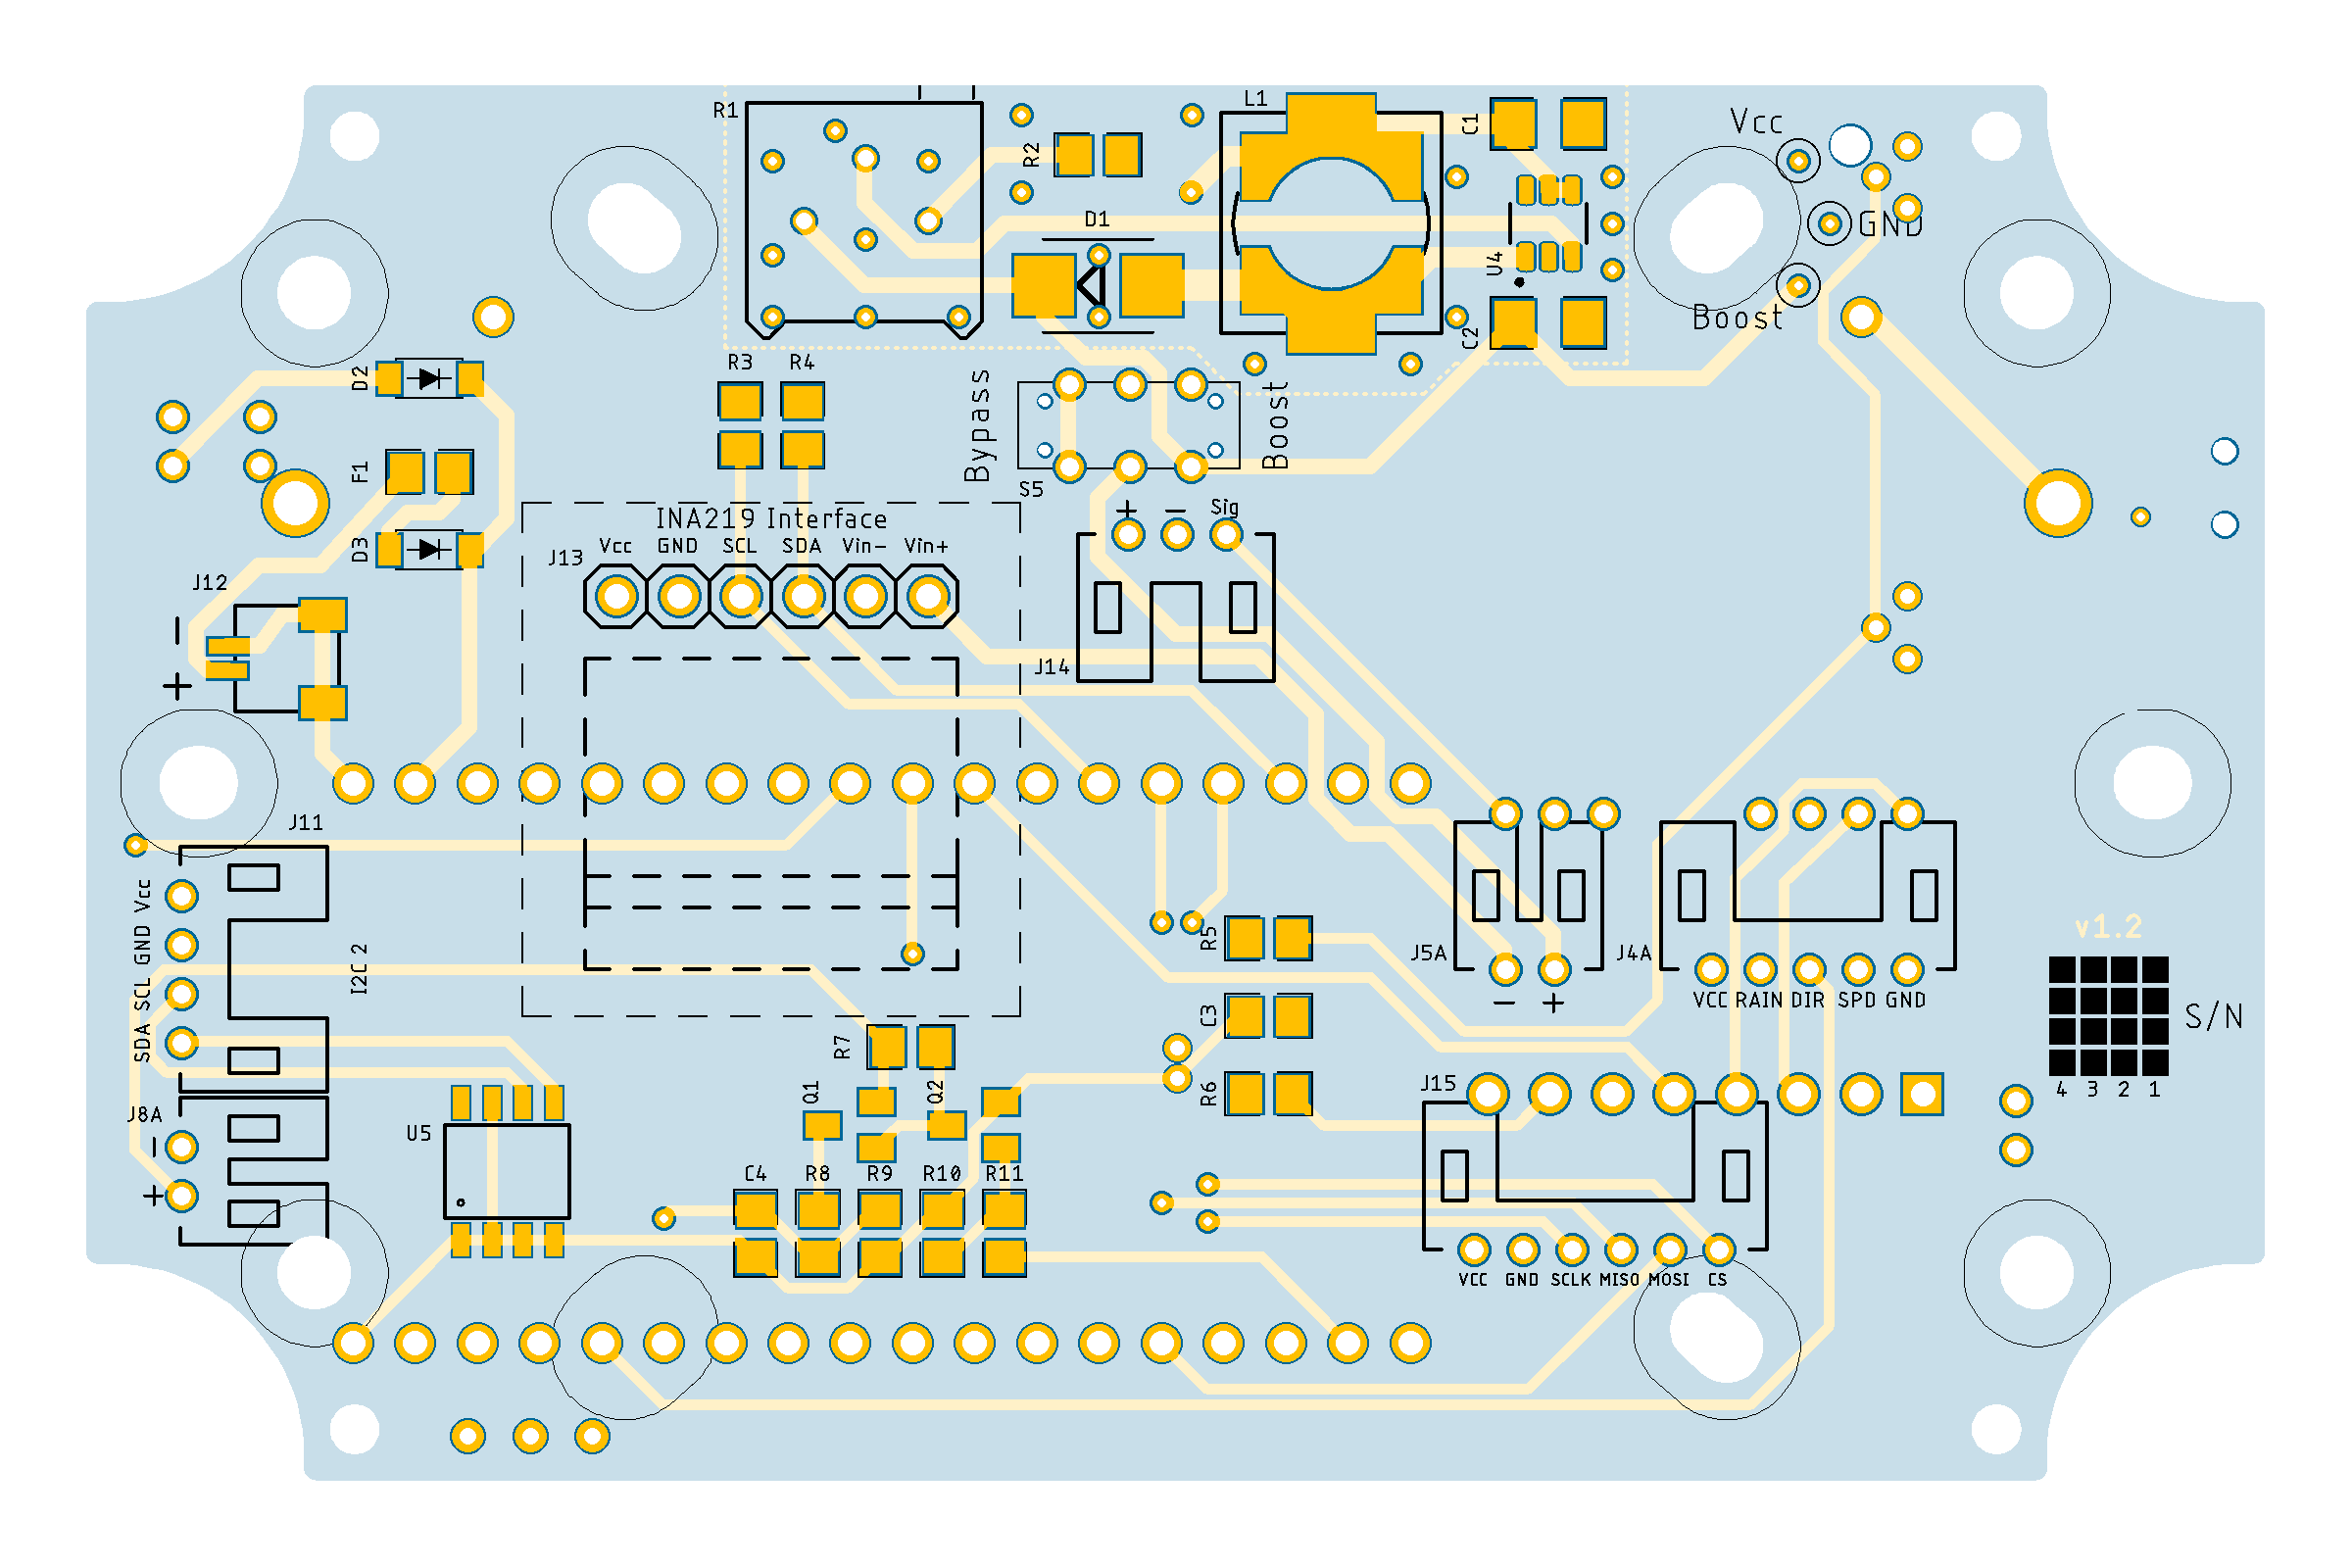 R1
L1
C1
Vcc
R2
D1
GND
U4
Boost
C2
R3 R4
D2
Bypass
Boost
F1
S5
+ − Sig
INA219 Interface
D3
J13
Vcc GND SCL SDA Vin− Vin+
J12
−
+
J14
J11
Vcc
GND
SCL
SDA
I2C 2
v1.2
R5
J5A
J4A
− +
VCC RAIN DIR SPD GND
C3
S/N
R7
J15
4 3 2 1
Q1
Q2
R6
J8A
−
+
U5
C4 R8 R9 R10 R11
VCC GND SCLK MISO MOSI CS